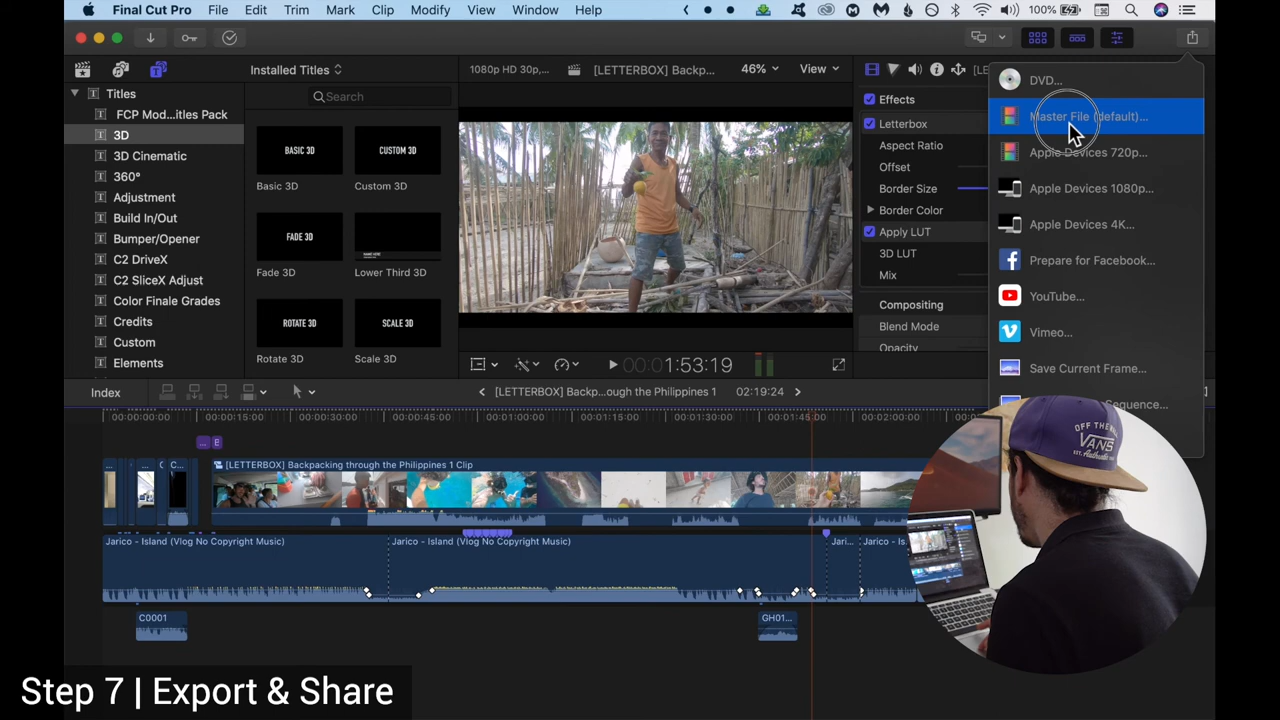 Final Cut Pro File Edit Trim Mark Clip Modify View Window Help 100%
Installed Titles
1080p HD 30p,... [LETTERBOX] Backp... 46% View [LE
Titles
FCP Mod...itles Pack
3D
3D Cinematic
360°
Adjustment
Build In/Out
Bumper/Opener
C2 DriveX
C2 SliceX Adjust
Color Finale Grades
Credits
Custom
Elements
Search
BASIC 3D CUSTOM 3D
Basic 3D Custom 3D
FADE 3D
Fade 3D Lower Third 3D
ROTATE 3D SCALE 3D
Rotate 3D Scale 3D
Effects
Letterbox
Aspect Ratio
Offset
Border Size
Border Color
Apply LUT
3D LUT
Mix
Compositing
Blend Mode
Opacity
DVD...
Master File (default)...
Apple Devices 720p...
Apple Devices 1080p...
Apple Devices 4K...
Prepare for Facebook...
YouTube...
Vimeo...
Save Current Frame...
Sequence...
00:00:01:53:19
Index [LETTERBOX] Backp...ough the Philippines 1 02:19:24
00:00:00:00 00:00:15:00 00:00:30:00 00:00:45:00 00:01:00:00 00:01:15:00 00:01:30:00 00:01:45:00 00:02:00:00
... B
... ... C C...
[LETTERBOX] Backpacking through the Philippines 1 Clip
Jarico - Island (Vlog No Copyright Music) Jarico - Island (Vlog No Copyright Music) Jari... Jarico - Is.
C0001 GH01...
OFF THE WALL
VANS
Authentic
Step 7 | Export & Share